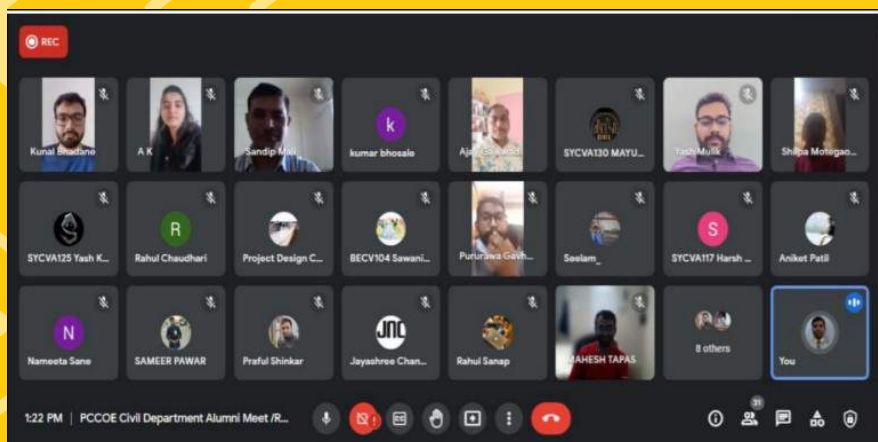 REC
Kunal Bhadane
A K
Sandip Mali
k
kumar bhosale
SYCVA130 MAYU...
Yash Mulik
Shilpa Motegao...
SYCVA125 Yash K...
R
Rahul Chaudhari
Project Design C...
BECV104 Sawani...
Pururawa Gavh...
Seelam_
S
SYCVA117 Harsh ...
Aniket Patil
N
Nameeta Sane
SAMEER PAWAR
Praful Shinkar
JNC
Jayashree Chan...
Rahul Sanap
MAHESH TAPAS
8 others
You
1:22 PM | PCCOE Civil Department Alumni Meet /R...
31